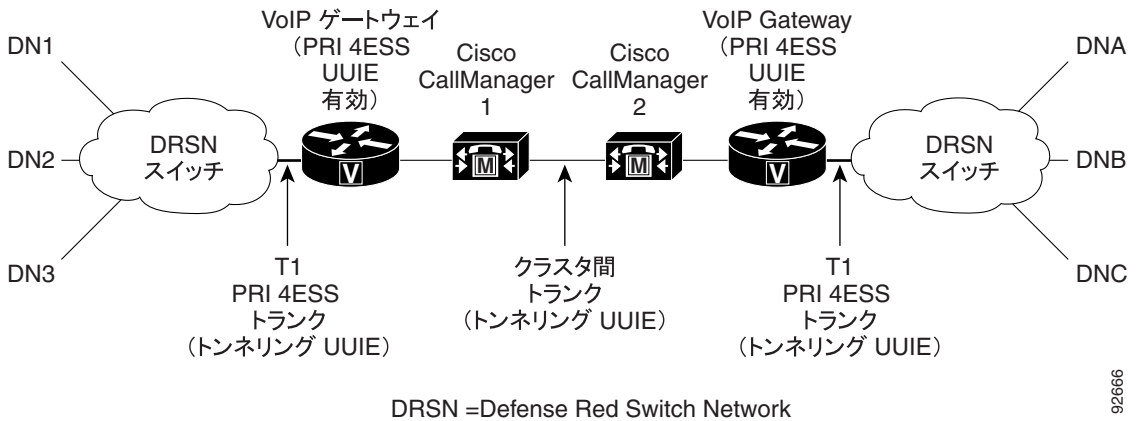 VoIP ゲートウェイ
（PRI 4ESS
UUIE
有効）
Cisco
CallManager
1
Cisco
CallManager
2
VoIP Gateway
（PRI 4ESS
UUIE
有効）
DN1
DN2
DN3
DRSN
スイッチ
V
M
M
V
DRSN
スイッチ
DNA
DNB
DNC
T1
PRI 4ESS
トランク
（トンネリング UUIE）
クラスタ間
トランク
（トンネリング UUIE）
T1
PRI 4ESS
トランク
（トンネリング UUIE）
DRSN =Defense Red Switch Network
92666